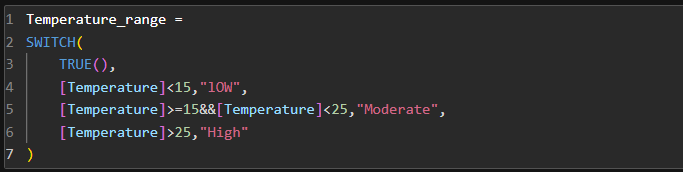 1 Temperature_range =
2 SWITCH(
3 TRUE(),
4 [Temperature]<15,"lOW",
5 [Temperature]>=15&&[Temperature]<25,"Moderate",
6 [Temperature]>25,"High"
7 )